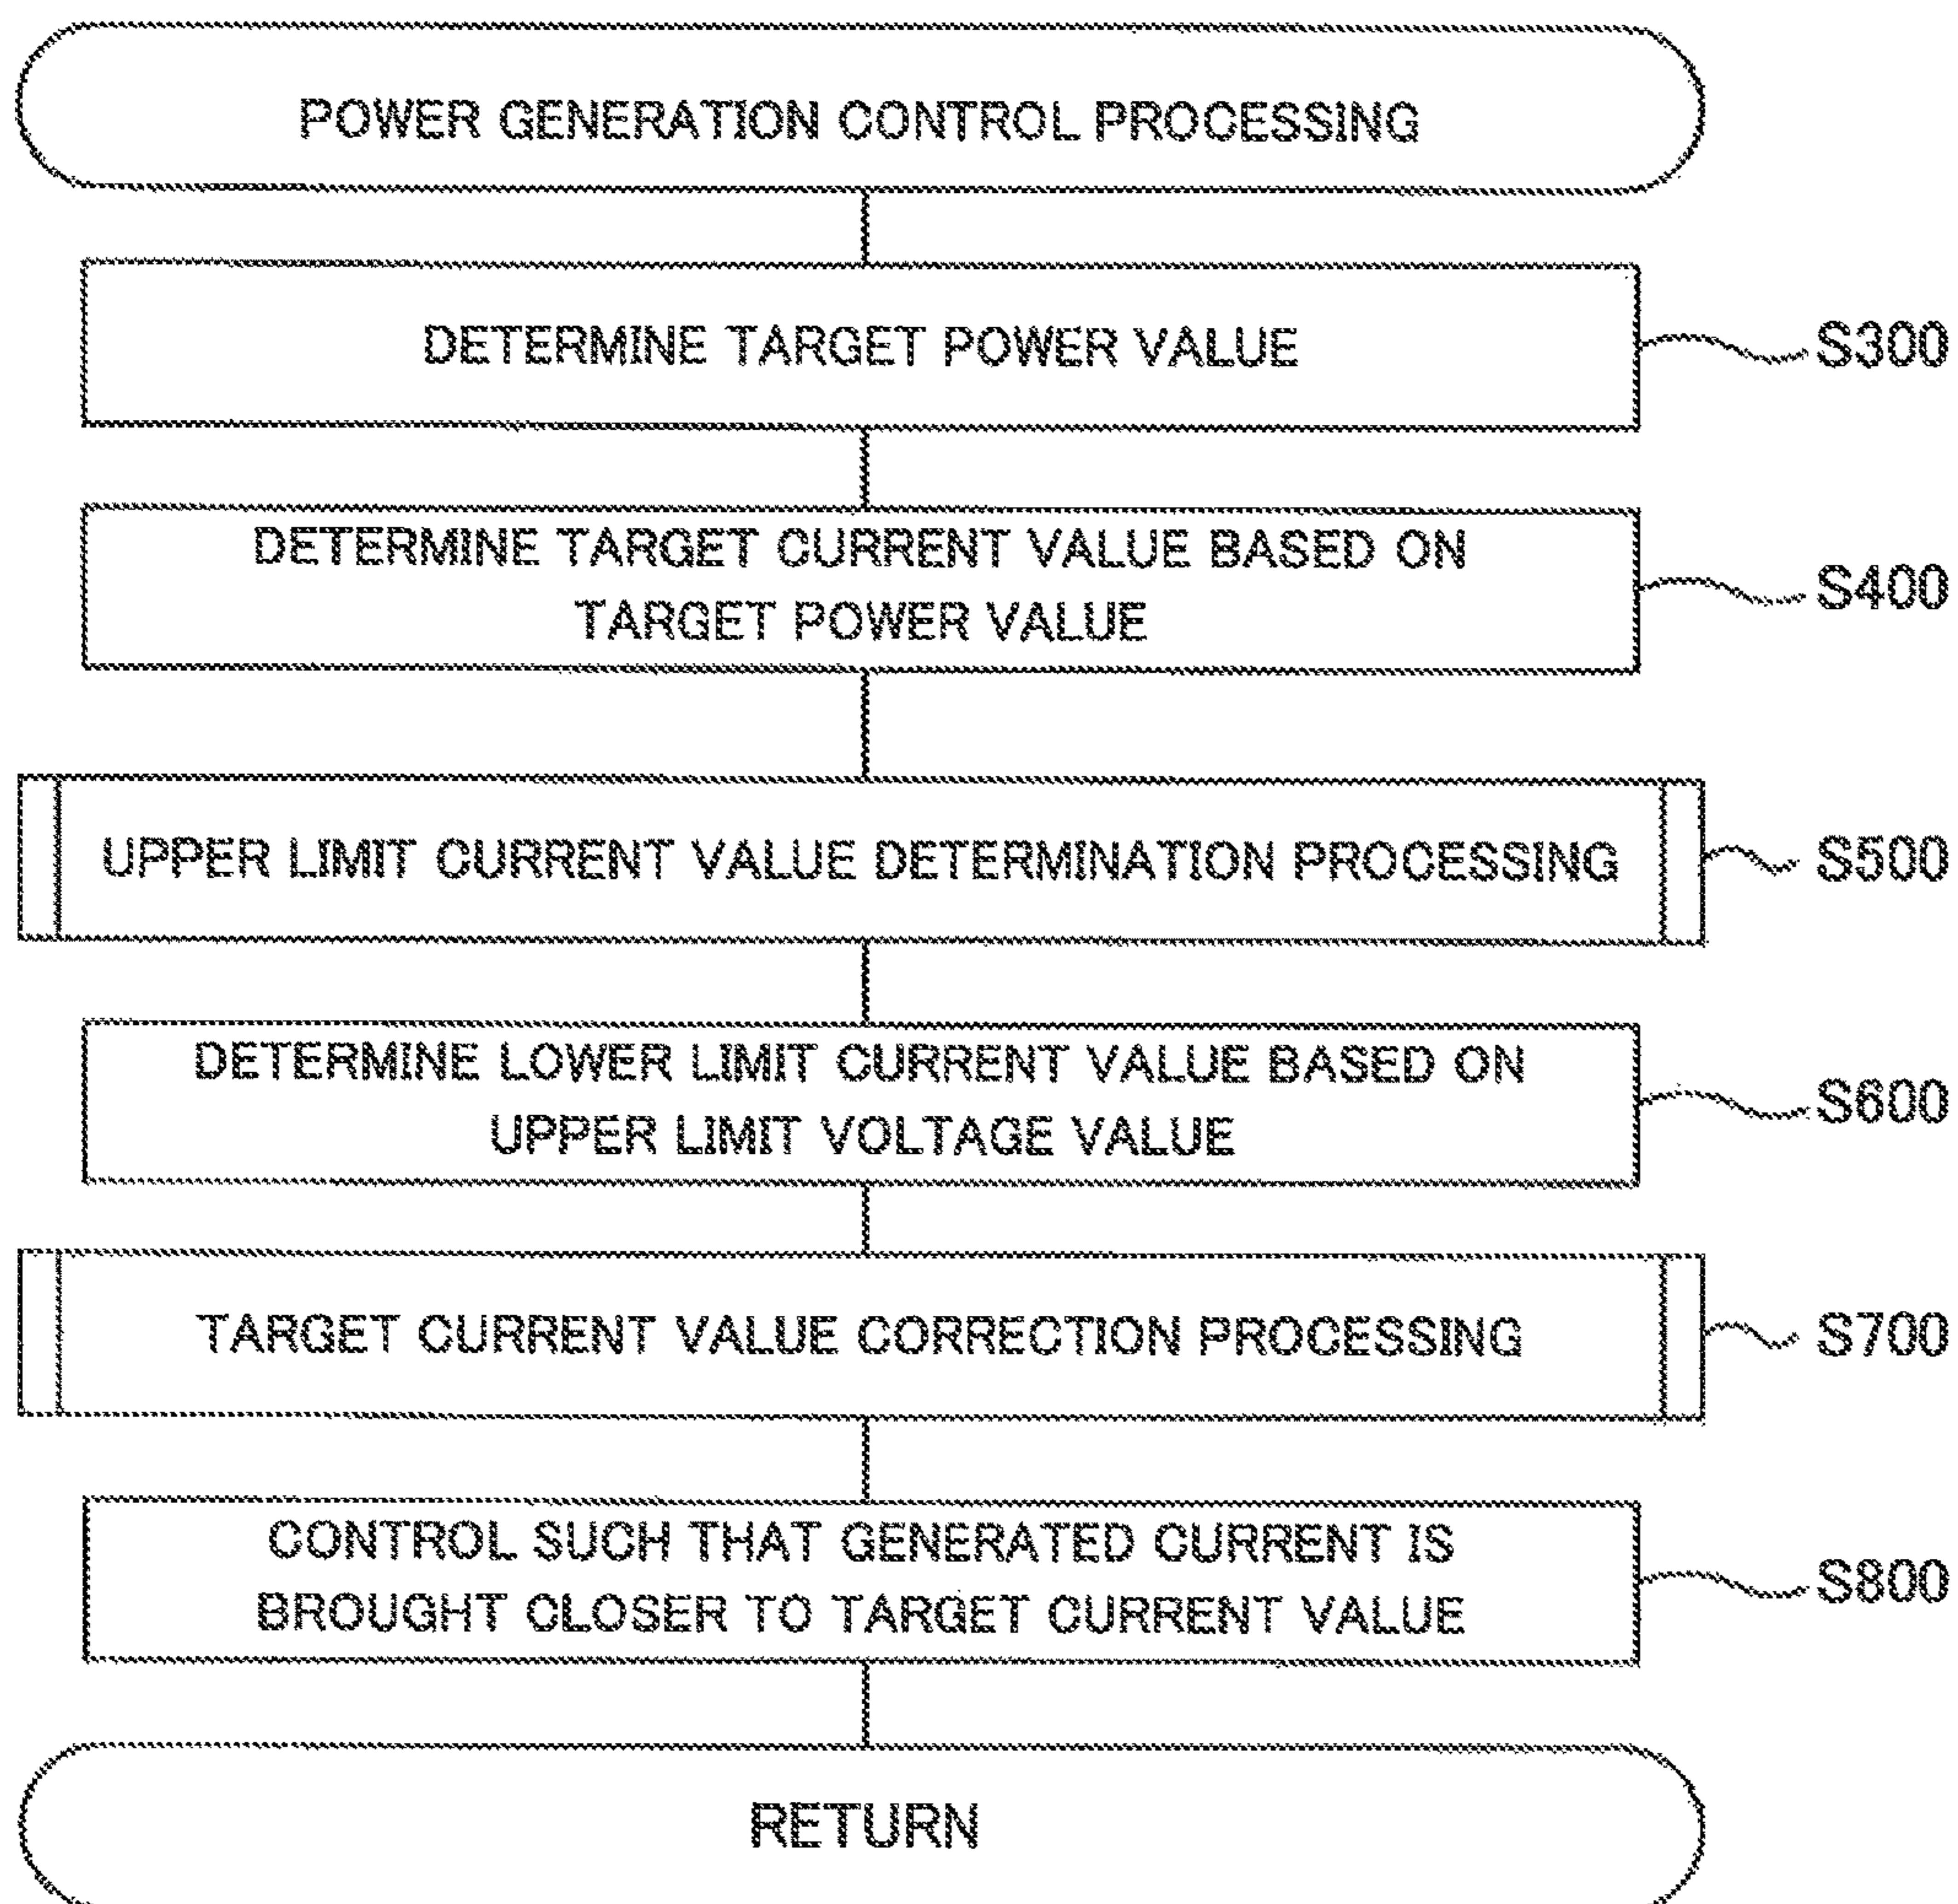 POWER GENERATION CONTROL PROCESSING
DETERMINE TARGET POWER VALUE
S300
DETERMINE TARGET CURRENT VALUE BASED ON
TARGET POWER VALUE
S400
UPPER LIMIT CURRENT VALUE DETERMINATION PROCESSING
S500
DETERMINE LOWER LIMIT CURRENT VALUE BASED ON
UPPER LIMIT VOLTAGE VALUE
S600
TARGET CURRENT VALUE CORRECTION PROCESSING
S700
CONTROL SUCH THAT GENERATED CURRENT IS
BROUGHT CLOSER TO TARGET CURRENT VALUE
S800
RETURN